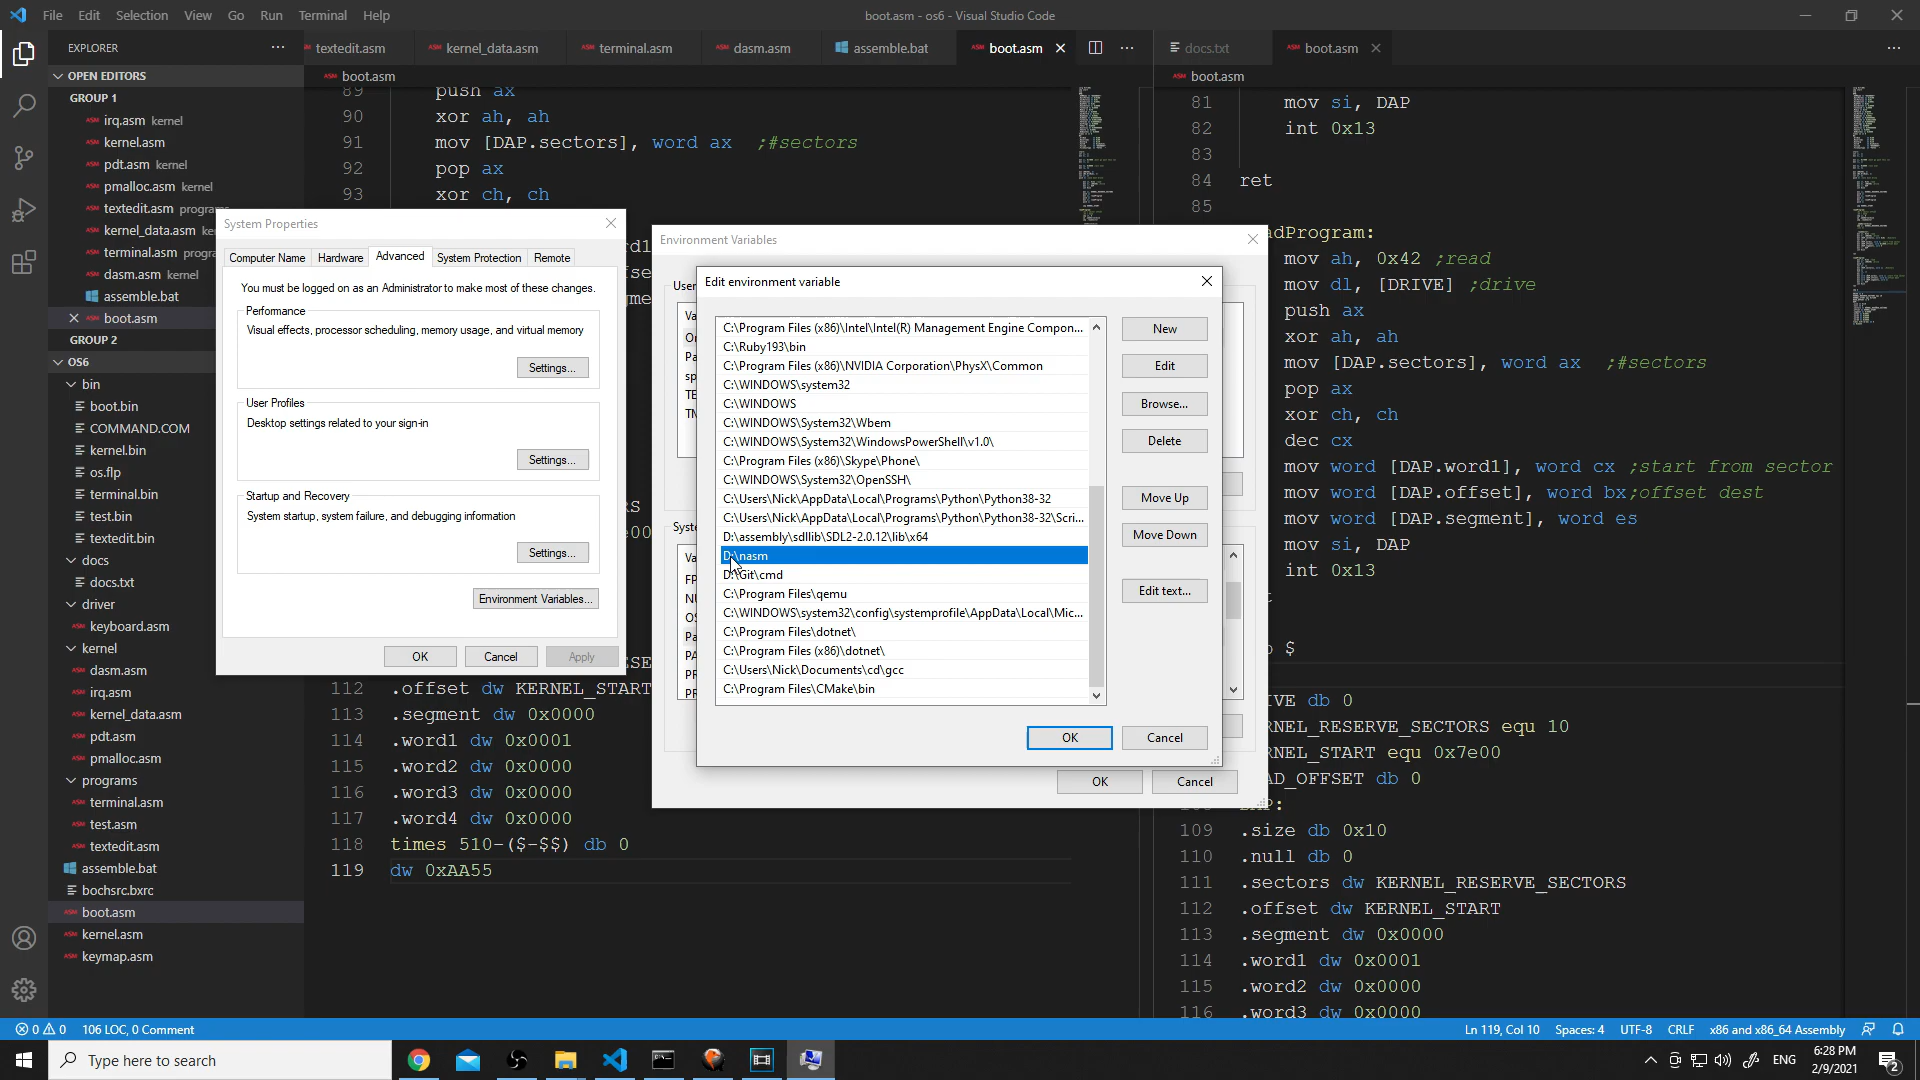 File Edit Selection View Go Run Terminal Help
boot.asm - os6 - Visual Studio Code
EXPLORER
textedit.asm
kernel_data.asm
terminal.asm
dasm.asm
assemble.bat
boot.asm
docs.txt
boot.asm
OPEN EDITORS
GROUP 1
irq.asm kernel
kernel.asm
pdt.asm kernel
pmalloc.asm kernel
textedit.asm programs
kernel_data.asm
terminal.asm progra
dasm.asm kernel
assemble.bat
boot.asm
GROUP 2
OS6
bin
boot.bin
COMMAND.COM
kernel.bin
os.flp
terminal.bin
test.bin
textedit.bin
docs
docs.txt
driver
keyboard.asm
kernel
dasm.asm
irq.asm
kernel_data.asm
pdt.asm
pmalloc.asm
programs
terminal.asm
test.asm
textedit.asm
assemble.bat
bochsrc.bxrc
boot.asm
kernel.asm
keymap.asm
boot.asm
89 push ax
90 xor ah, ah
91 mov [DAP.sectors], word ax ;#sectors
92 pop ax
93 xor ch, ch
112 .offset dw KERNEL_START
113 .segment dw 0x0000
114 .word1 dw 0x0001
115 .word2 dw 0x0000
116 .word3 dw 0x0000
117 .word4 dw 0x0000
118 times 510-($-$$) db 0
119 dw 0xAA55
System Properties
Computer Name Hardware Advanced System Protection Remote
You must be logged on as an Administrator to make most of these changes.
Performance
Visual effects, processor scheduling, memory usage, and virtual memory
Settings...
User Profiles
Desktop settings related to your sign-in
Settings...
Startup and Recovery
System startup, system failure, and debugging information
Settings...
Environment Variables...
OK Cancel Apply
Environment Variables
User
Syste
OK Cancel
Edit environment variable
C:\Program Files (x86)\Intel\Intel(R) Management Engine Compon...
C:\Ruby193\bin
C:\Program Files (x86)\NVIDIA Corporation\PhysX\Common
C:\WINDOWS\system32
C:\WINDOWS
C:\WINDOWS\System32\Wbem
C:\WINDOWS\System32\WindowsPowerShell\v1.0\
C:\Program Files (x86)\Skype\Phone\
C:\WINDOWS\System32\OpenSSH\
C:\Users\Nick\AppData\Local\Programs\Python\Python38-32
C:\Users\Nick\AppData\Local\Programs\Python\Python38-32\Scri...
D:\assembly\sdllib\SDL2-2.0.12\lib\x64
D:\nasm
D:\Git\cmd
C:\Program Files\qemu
C:\WINDOWS\system32\config\systemprofile\AppData\Local\Mic...
C:\Program Files\dotnet\
C:\Program Files (x86)\dotnet\
C:\Users\Nick\Documents\cd\gcc
C:\Program Files\CMake\bin
New
Edit
Browse...
Delete
Move Up
Move Down
Edit text...
OK Cancel
boot.asm
81 mov si, DAP
82 int 0x13
83
84 ret
85
adProgram:
mov ah, 0x42 ;read
mov dl, [DRIVE] ;drive
push ax
xor ah, ah
mov [DAP.sectors], word ax ;#sectors
pop ax
xor ch, ch
dec cx
mov word [DAP.word1], word cx ;start from sector
mov word [DAP.offset], word bx;offset dest
mov word [DAP.segment], word es
mov si, DAP
int 0x13
$
IVE db 0
RNEL_RESERVE_SECTORS equ 10
RNEL_START equ 0x7e00
AD_OFFSET db 0
109 .size db 0x10
110 .null db 0
111 .sectors dw KERNEL_RESERVE_SECTORS
112 .offset dw KERNEL_START
113 .segment dw 0x0000
114 .word1 dw 0x0001
115 .word2 dw 0x0000
116 .word3 dw 0x0000
0 0 106 LOC, 0 Comment
Ln 119, Col 10 Spaces: 4 UTF-8 CRLF x86 and x86_64 Assembly
Type here to search
ENG
6:28 PM
2/9/2021
2